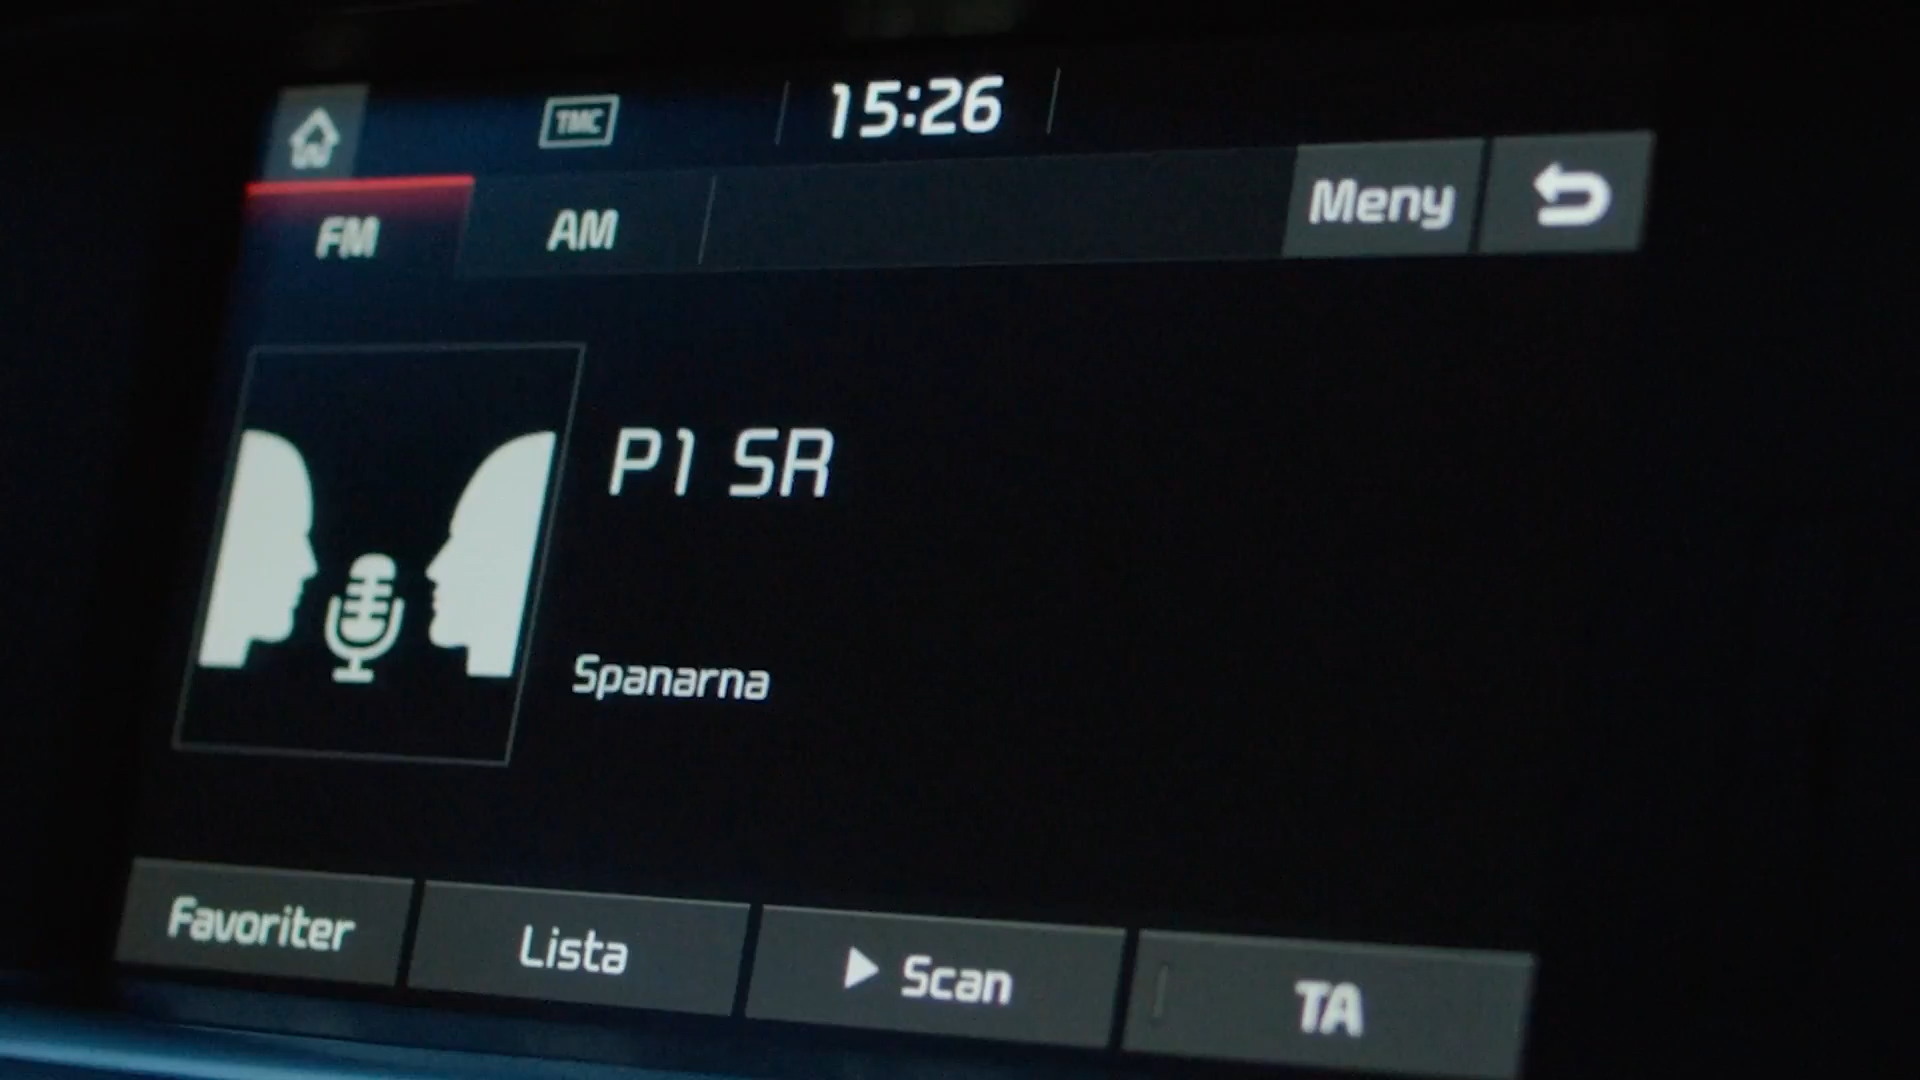 TMC
15:26
FM
AM
Meny
P1 SR
Spanarna
Favoriter
Lista
Scan
TA